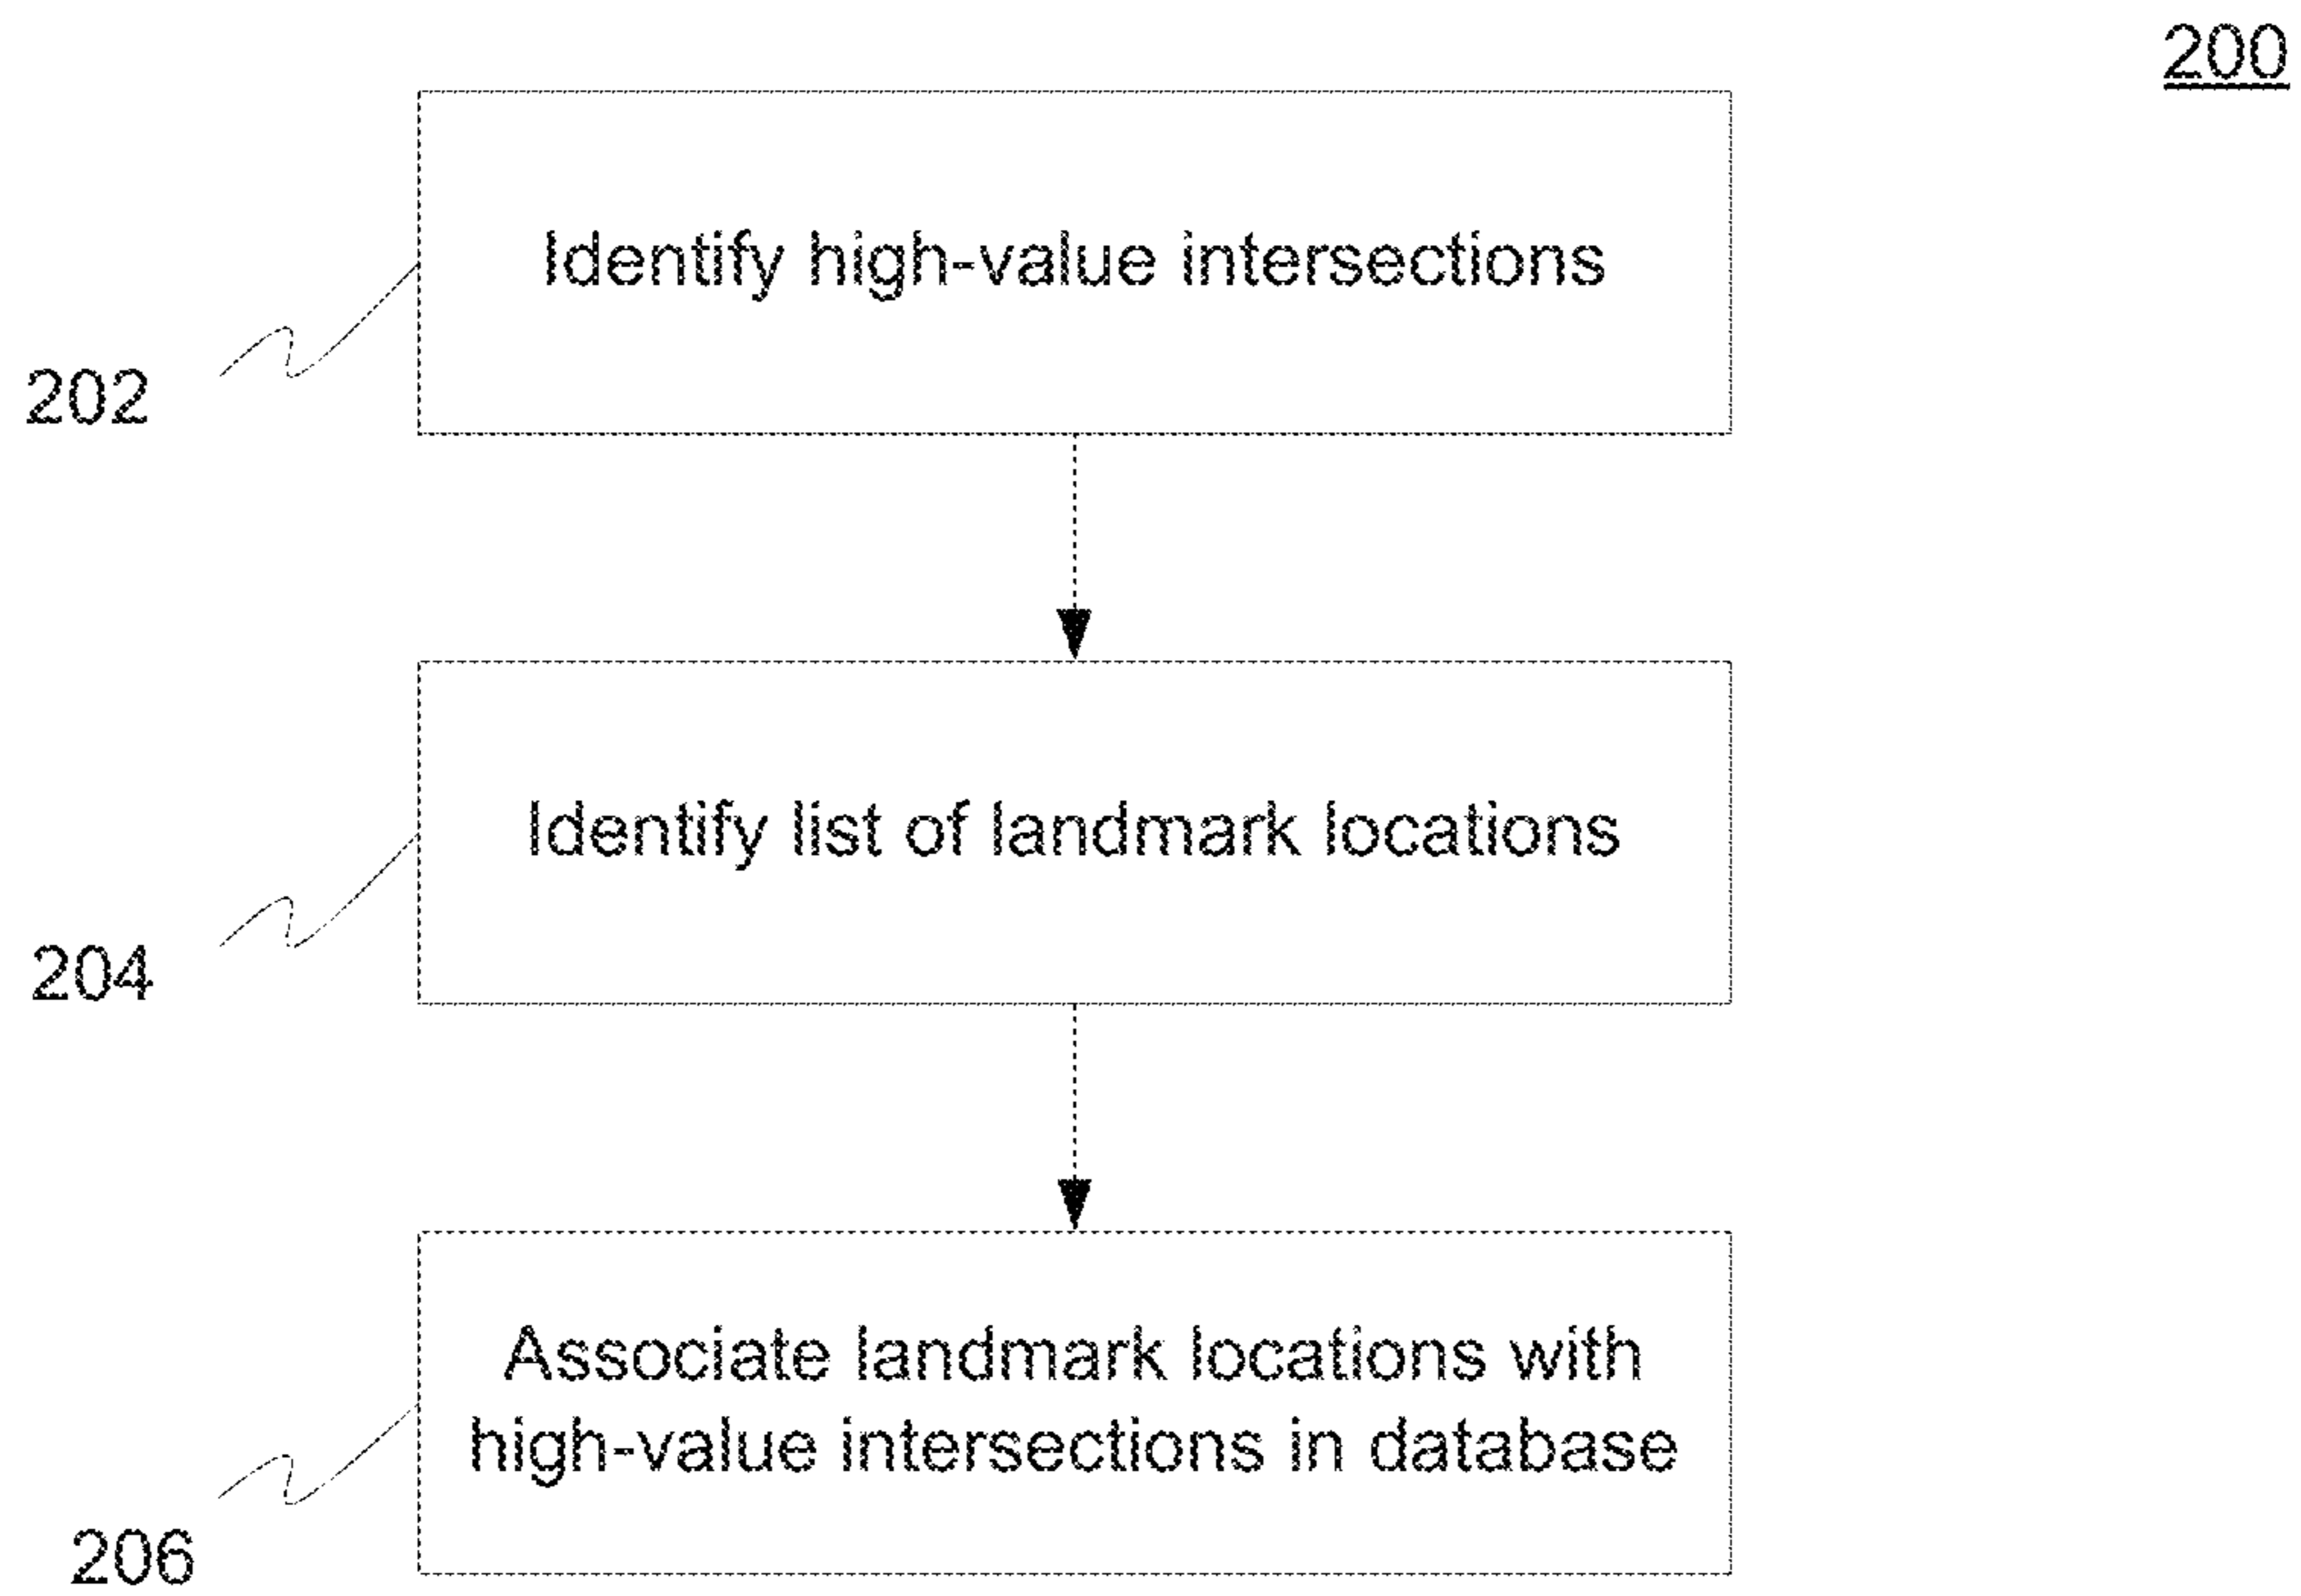 200
Identify high-value intersections
202
Identify list of landmark locations
204
Associate landmark locations with
high-value intersections in database
206